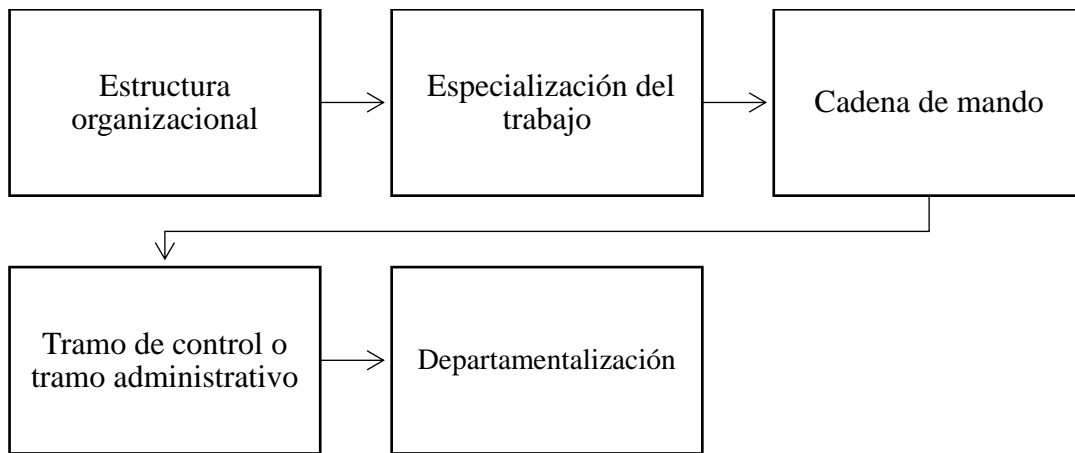 Estructura
organizacional
Especialización del
trabajo
Cadena de mando
Tramo de control o
tramo administrativo
Departamentalización